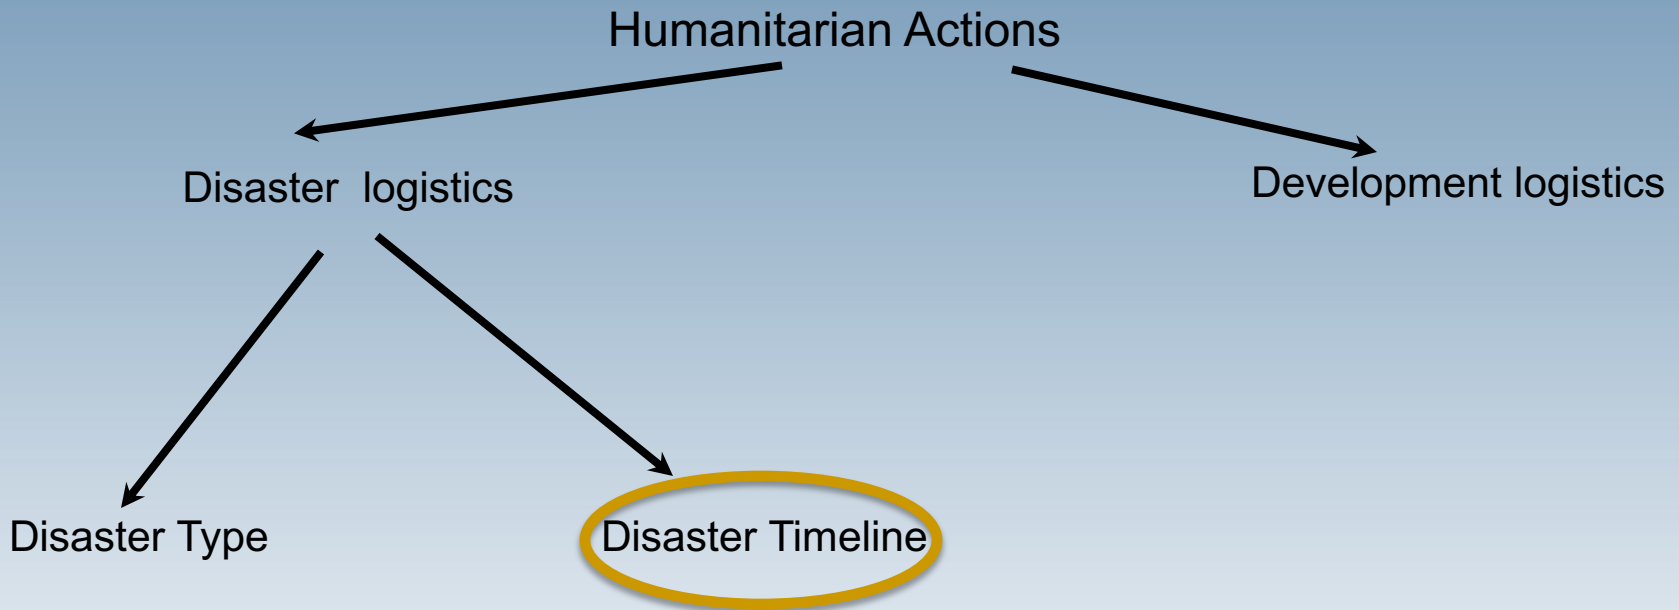 Humanitarian Actions
Disaster logistics
Development logistics
Disaster Type
Disaster Timeline